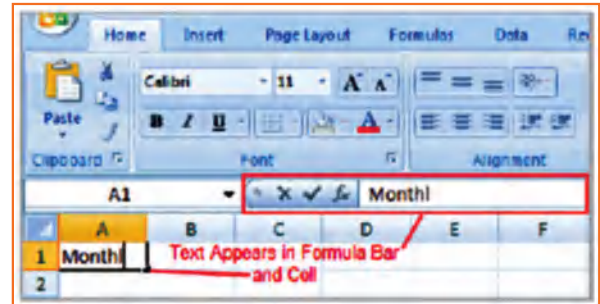 Home Insert Page Layout Formulas Data Re
Calibri 11 A A
Paste B I U A
Clipboard Font Alignment
A1 fx Monthl
A B C D E F
1 Monthl Text Appears in Formula Bar
and Cell
2